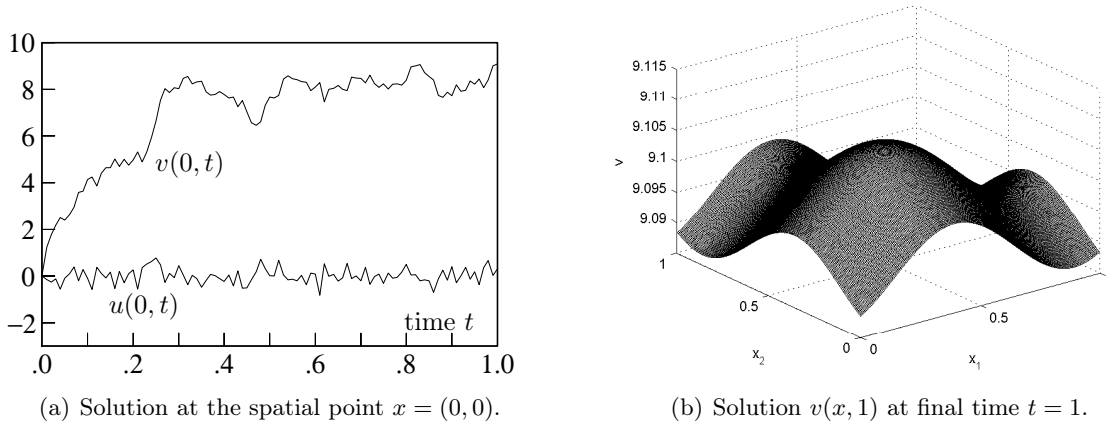 10
8
6
4
2
0
−2
v(0, t)
u(0, t)
time t
.0 .2 .4 .6 .8 1.0
(a) Solution at the spatial point x = (0, 0).
9.115
9.11
9.105
9.1
9.095
9.09
v
1
0.5
0
x₂
0
0.5
x₁
(b) Solution v(x, 1) at final time t = 1.